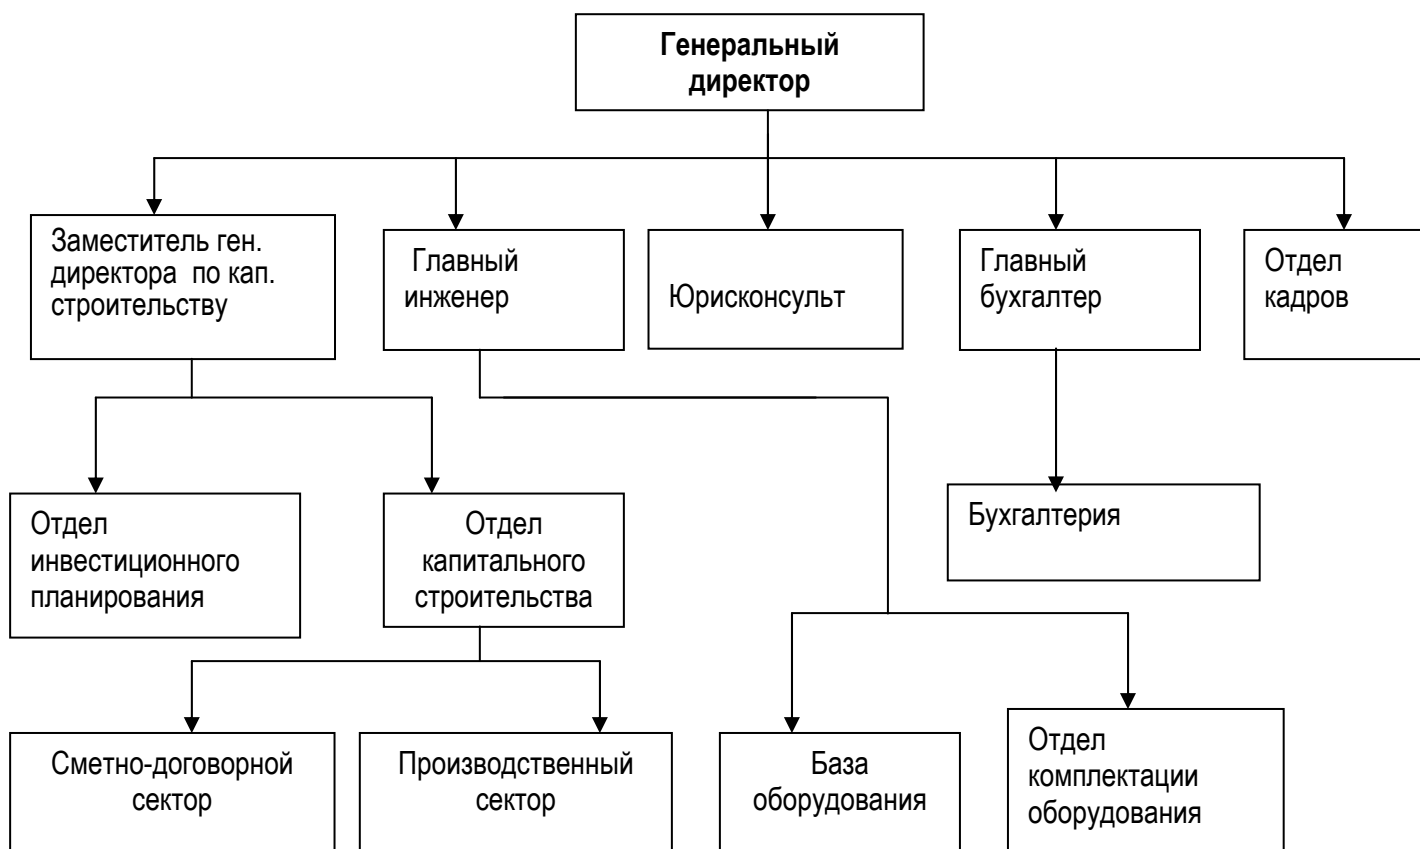 Генеральный
директор
Заместитель ген.
директора по кап.
строительству
Главный
инженер
Юрисконсульт
Главный
бухгалтер
Отдел
кадров
Отдел
инвестиционного
планирования
Отдел
капитального
строительства
Бухгалтерия
Сметно-договорной
сектор
Производственный
сектор
База
оборудования
Отдел
комплектации
оборудования